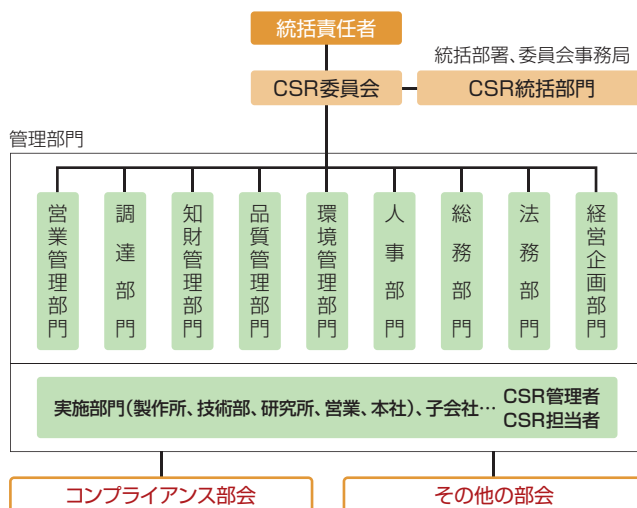 統括責任者
統括部署、委員会事務局
CSR委員会
CSR統括部門
管理部門
営業管理部門
調達部門
知財管理部門
品質管理部門
環境管理部門
人事部門
総務部門
法務部門
経営企画部門
実施部門(製作所、技術部、研究所、営業、本社)、子会社…
CSR管理者
CSR担当者
コンプライアンス部会
その他の部会